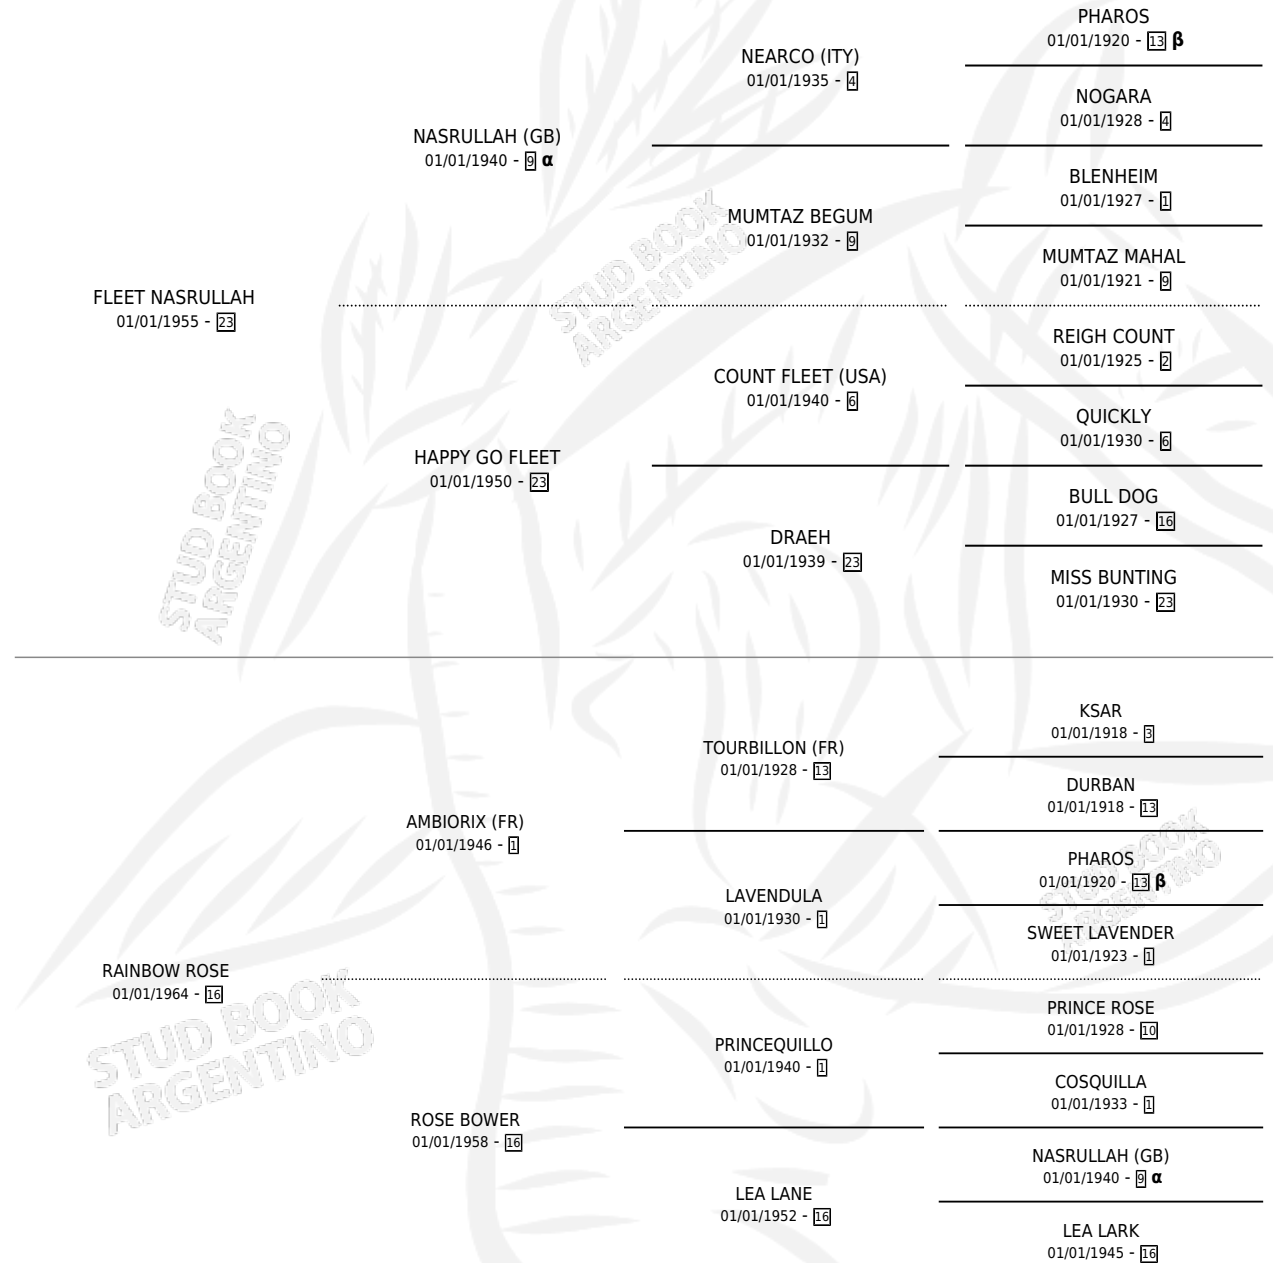 PHAROS
01/01/1920 - 13 β
NEARCO (ITY)
01/01/1935 - 4
NOGARA
01/01/1928 - 4
NASRULLAH (GB)
01/01/1940 - 9 α
BLENHEIM
01/01/1927 - 1
MUMTAZ BEGUM
01/01/1932 - 9
MUMTAZ MAHAL
01/01/1921 - 9
FLEET NASRULLAH
01/01/1955 - 23
REIGH COUNT
01/01/1925 - 2
COUNT FLEET (USA)
01/01/1940 - 6
QUICKLY
01/01/1930 - 6
HAPPY GO FLEET
01/01/1950 - 23
BULL DOG
01/01/1927 - 16
DRAEH
01/01/1939 - 23
MISS BUNTING
01/01/1930 - 23
KSAR
01/01/1918 - 3
TOURBILLON (FR)
01/01/1928 - 13
DURBAN
01/01/1918 - 13
AMBIORIX (FR)
01/01/1946 - 1
PHAROS
01/01/1920 - 13 β
LAVENDULA
01/01/1930 - 1
SWEET LAVENDER
01/01/1923 - 1
RAINBOW ROSE
01/01/1964 - 16
PRINCE ROSE
01/01/1928 - 10
PRINCEQUILLO
01/01/1940 - 1
COSQUILLA
01/01/1933 - 1
ROSE BOWER
01/01/1958 - 16
NASRULLAH (GB)
01/01/1940 - 9 α
LEA LANE
01/01/1952 - 16
LEA LARK
01/01/1945 - 16
STUD BOOK
ARGENTINO
STUD BOOK
ARGENTINO
STUD BOOK
ARGENTINO
STUD BOOK
ARGENTINO